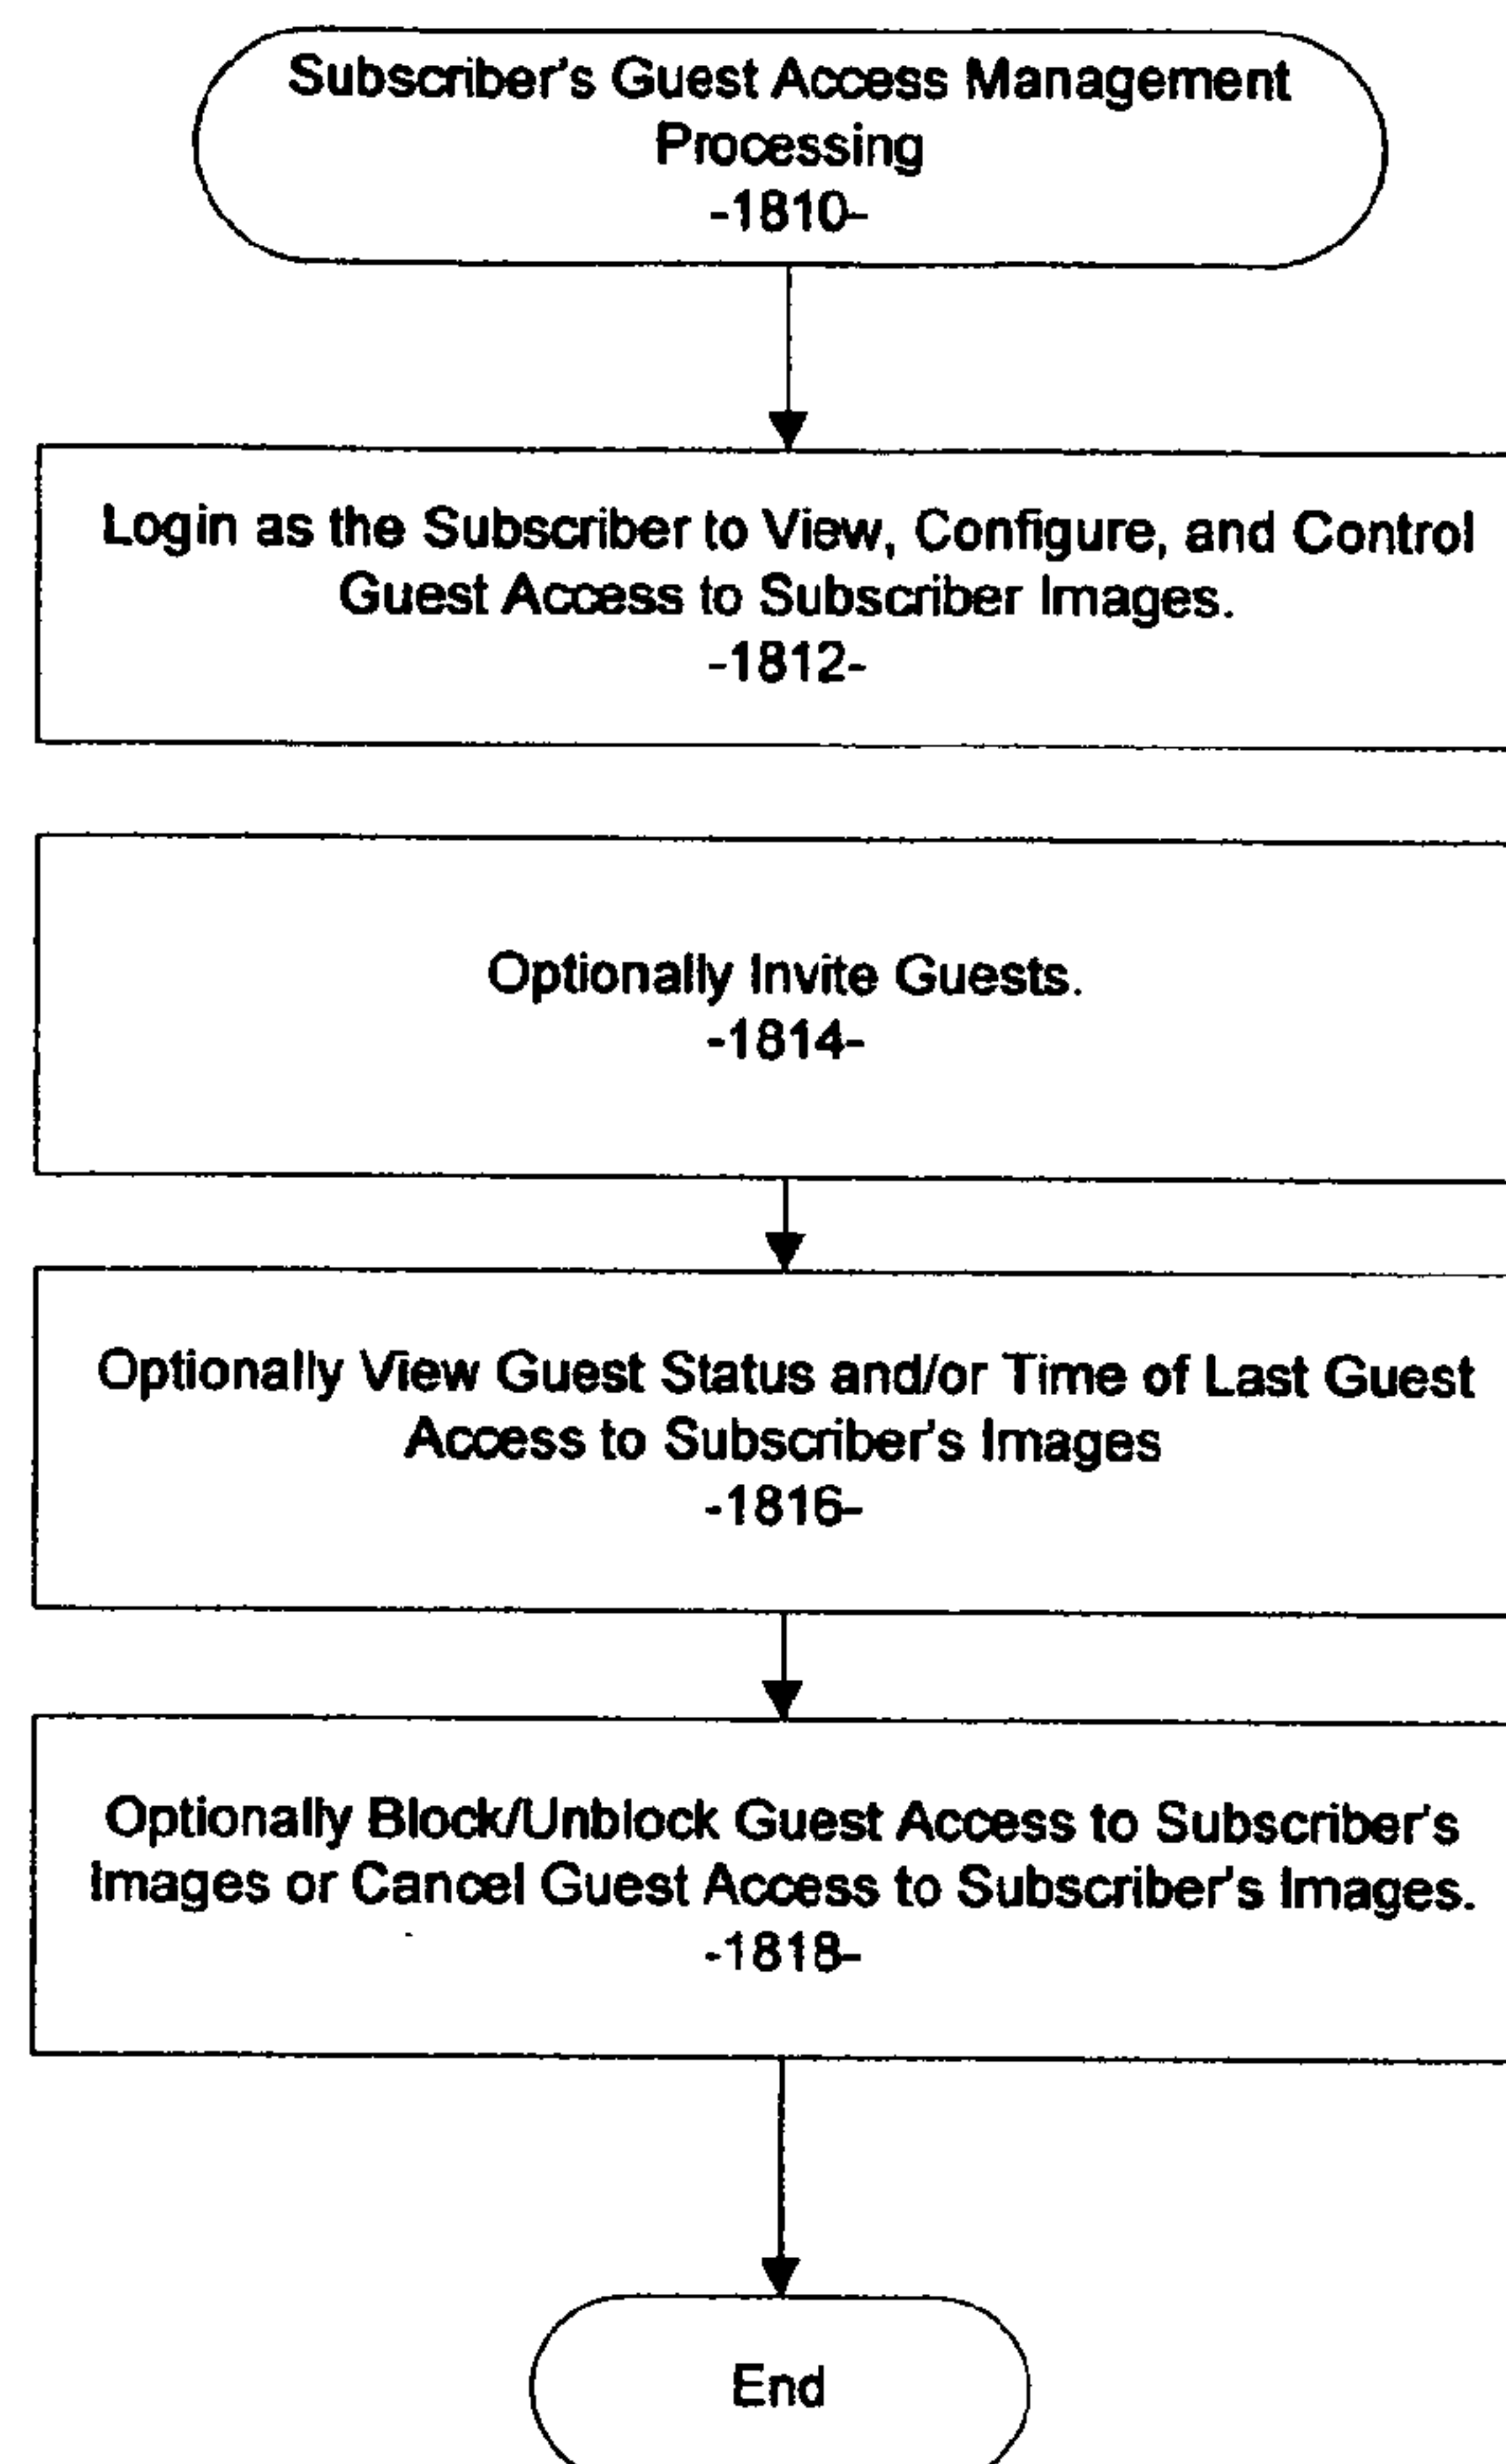 Subscriber's Guest Access Management
Processing
-1810-
Login as the Subscriber to View, Configure, and Control
Guest Access to Subscriber Images.
-1812-
Optionally Invite Guests.
-1814-
Optionally View Guest Status and/or Time of Last Guest
Access to Subscriber's Images
-1816-
Optionally Block/Unblock Guest Access to Subscriber's
Images or Cancel Guest Access to Subscriber's Images.
-1818-
End